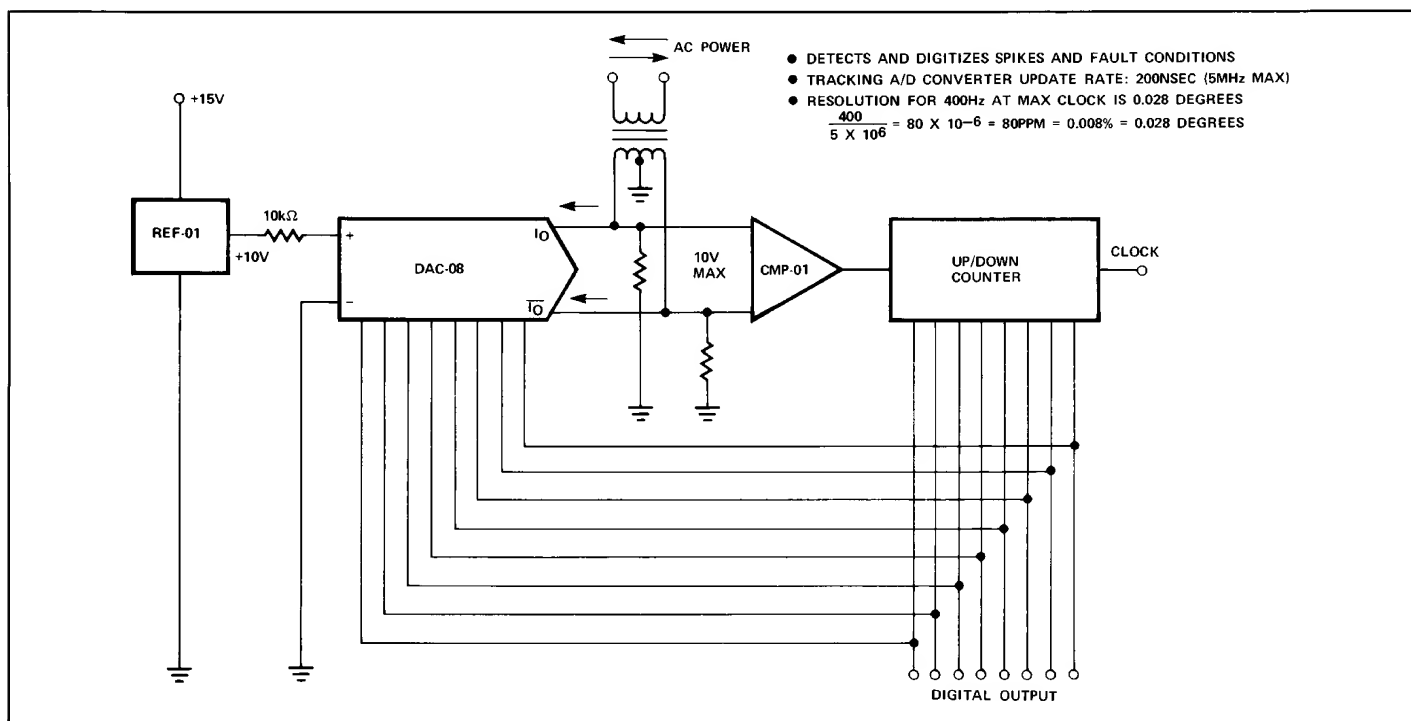 AC POWER
● DETECTS AND DIGITIZES SPIKES AND FAULT CONDITIONS
● TRACKING A/D CONVERTER UPDATE RATE: 200NSEC (5MHz MAX)
● RESOLUTION FOR 400Hz AT MAX CLOCK IS 0.028 DEGREES
400
5 X 10⁶ = 80 X 10⁻⁶ = 80PPM = 0.008% = 0.028 DEGREES
+15V
REF-01
10kΩ
+10V
+
−
DAC-08
IO
I̅O̅
10V
MAX
CMP-01
UP/DOWN
COUNTER
CLOCK
DIGITAL OUTPUT